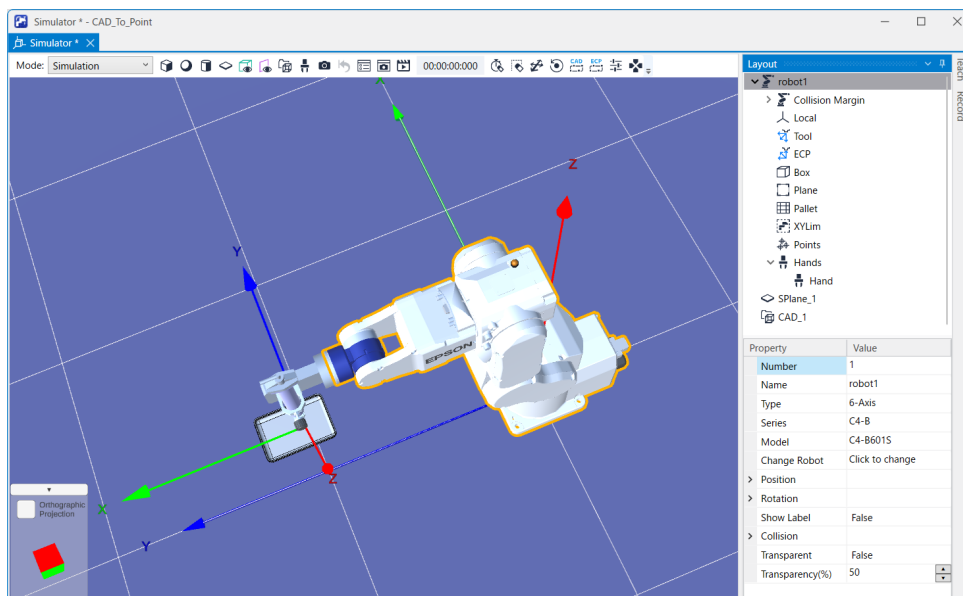 Simulator * - CAD_To_Point
Simulator *
Mode: Simulation 00:00:00:000 CAD ECP
Layout
robot1
Collision Margin
Local
Tool
ECP
Box
Plane
Pallet
XYLim
Points
Hands
Hand
SPlane_1
CAD_1
Teach
Record
X
Z
Y
EPSON
X
Z
Y
Orthographic
Projection
Property Value
Number 1
Name robot1
Type 6-Axis
Series C4-B
Model C4-B601S
Change Robot Click to change
Position
Rotation
Show Label False
Collision
Transparent False
Transparency(%) 50